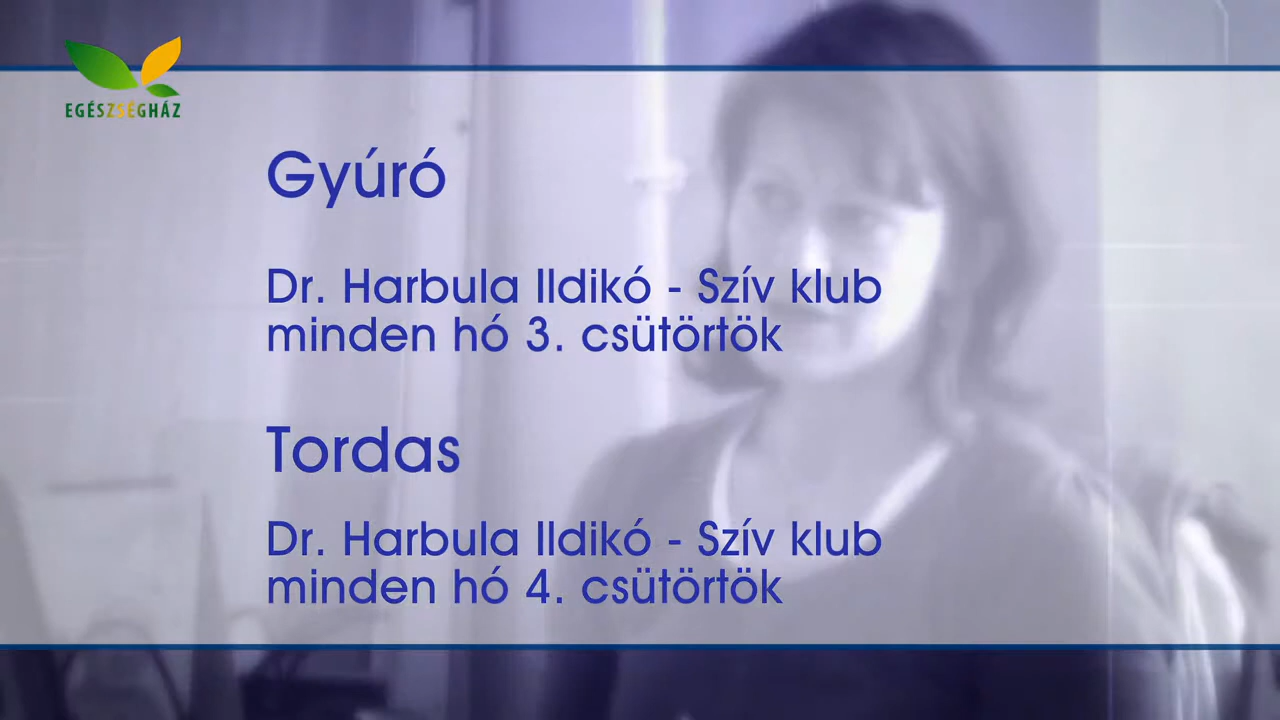 EGÉSZSÉGHÁZ
Gyúró
Dr. Harbula Ildikó - Szív klub
minden hó 3. csütörtök
Tordas
Dr. Harbula Ildikó - Szív klub
minden hó 4. csütörtök